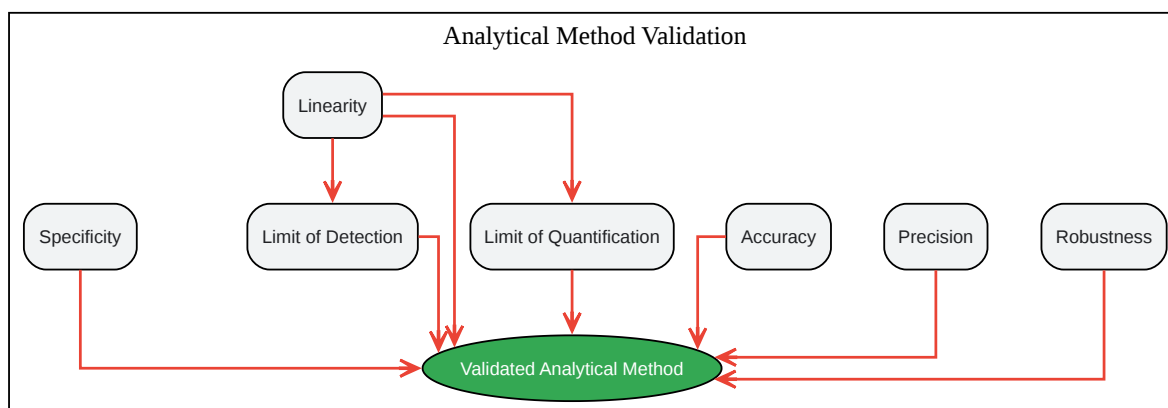 Analytical Method Validation
Linearity
Specificity
Limit of Detection
Limit of Quantification
Accuracy
Precision
Robustness
Validated Analytical Method